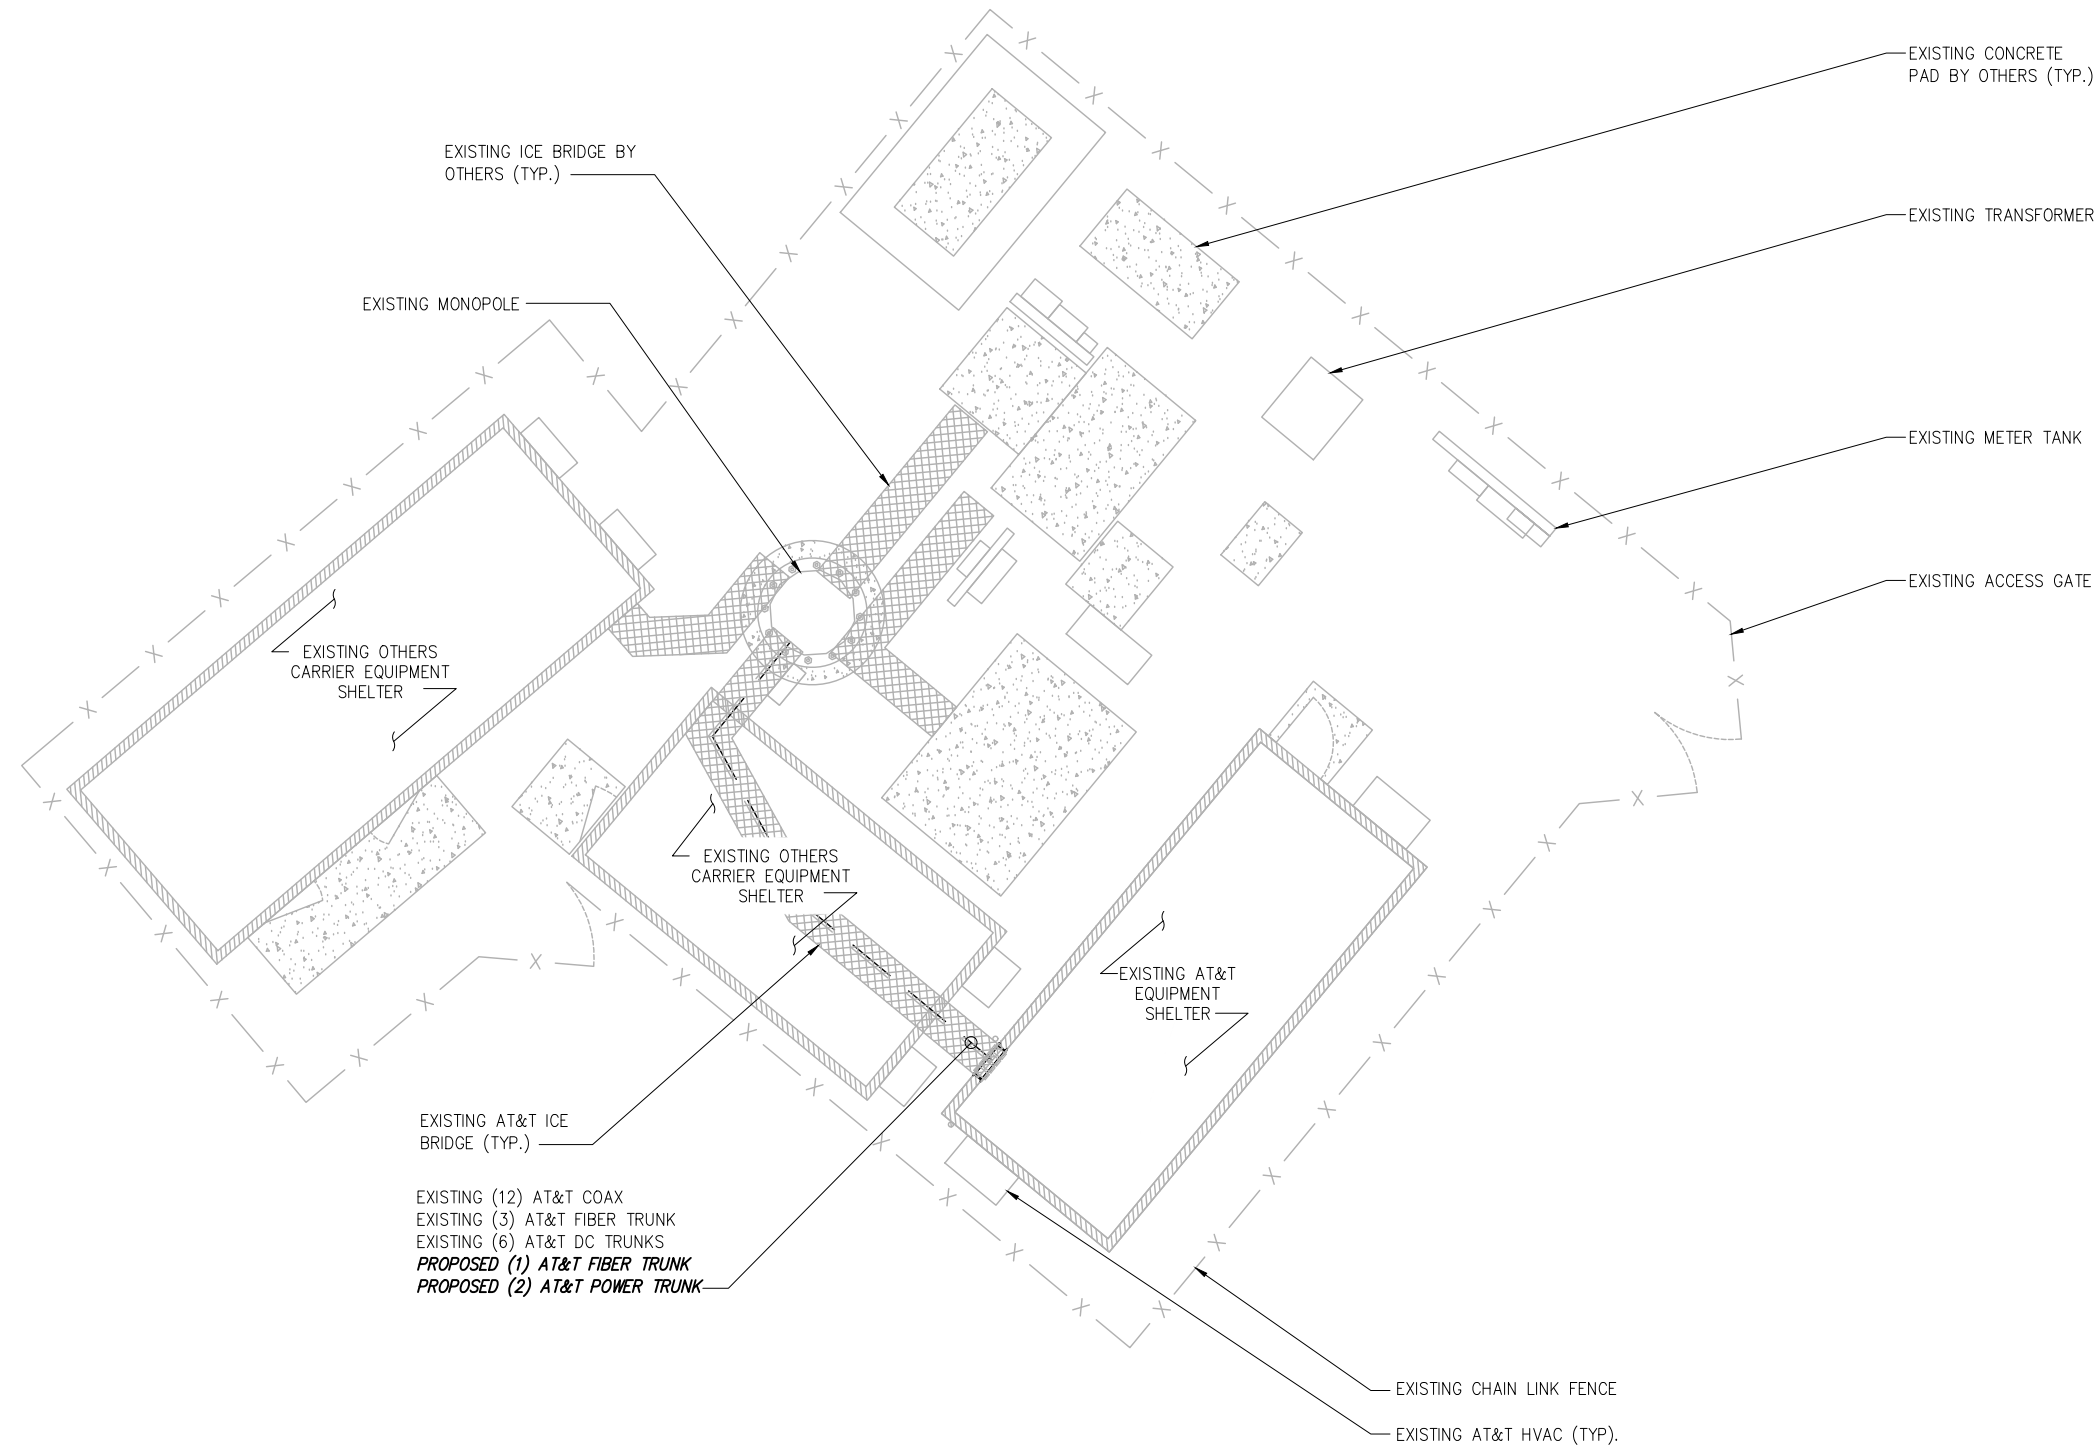 EXISTING CONCRETE
PAD BY OTHERS (TYP.)
EXISTING ICE BRIDGE BY
OTHERS (TYP.)
EXISTING TRANSFORMER
EXISTING MONOPOLE
EXISTING METER TANK
EXISTING ACCESS GATE
EXISTING OTHERS
CARRIER EQUIPMENT
SHELTER
EXISTING OTHERS
CARRIER EQUIPMENT
SHELTER
EXISTING AT&T
EQUIPMENT
SHELTER
EXISTING AT&T ICE
BRIDGE (TYP.)
EXISTING (12) AT&T COAX
EXISTING (3) AT&T FIBER TRUNK
EXISTING (6) AT&T DC TRUNKS
PROPOSED (1) AT&T FIBER TRUNK
PROPOSED (2) AT&T POWER TRUNK
EXISTING CHAIN LINK FENCE
EXISTING AT&T HVAC (TYP).